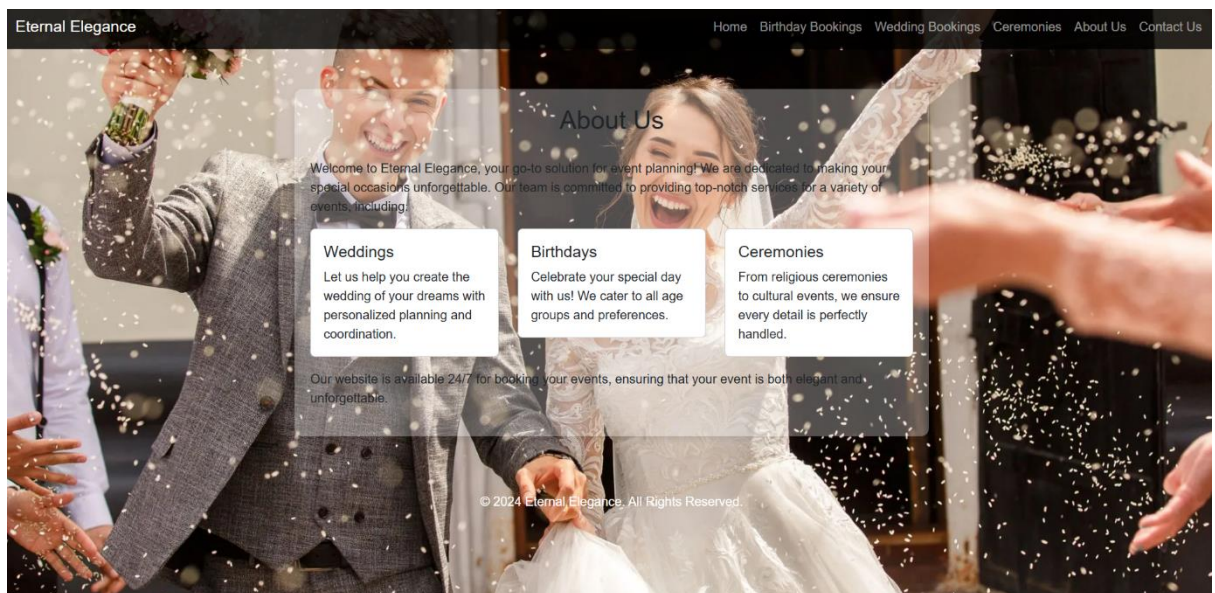 Eternal Elegance
Home Birthday Bookings Wedding Bookings Ceremonies About Us Contact Us
About Us
Welcome to Eternal Elegance, your go-to solution for event planning! We are dedicated to making your
special occasions unforgettable. Our team is committed to providing top-notch services for a variety of
events, including:
Weddings
Let us help you create the
wedding of your dreams with
personalized planning and
coordination.
Birthdays
Celebrate your special day
with us! We cater to all age
groups and preferences.
Ceremonies
From religious ceremonies
to cultural events, we ensure
every detail is perfectly
handled.
Our website is available 24/7 for booking your events, ensuring that your event is both elegant and
unforgettable.
© 2024 Eternal Elegance. All Rights Reserved.